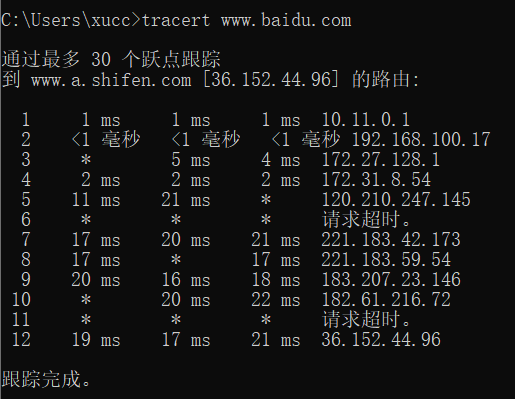 C:\Users\xucc>tracert www.baidu.com
通过最多 30 个跃点跟踪
到 www.a.shifen.com [36.152.44.96] 的路由:
1 1 ms 1 ms 1 ms 10.11.0.1
2 <1 毫秒 <1 毫秒 <1 毫秒 192.168.100.17
3 * 5 ms 4 ms 172.27.128.1
4 2 ms 2 ms 2 ms 172.31.8.54
5 11 ms 21 ms * 120.210.247.145
6 * * * 请求超时。
7 17 ms 20 ms 21 ms 221.183.42.173
8 17 ms * 17 ms 221.183.59.54
9 20 ms 16 ms 18 ms 183.207.23.146
10 * 20 ms 22 ms 182.61.216.72
11 * * * 请求超时。
12 19 ms 17 ms 21 ms 36.152.44.96
跟踪完成。